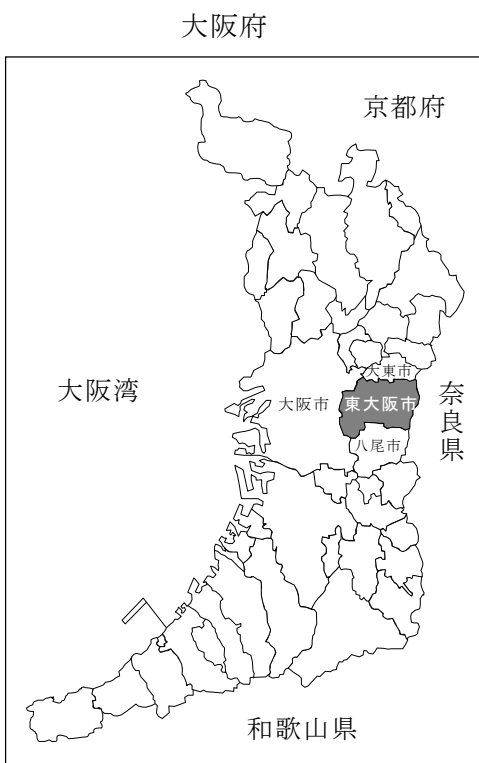 大阪府
京都府
大東市
大阪湾
大阪市
東大阪市
奈良県
八尾市
和歌山県